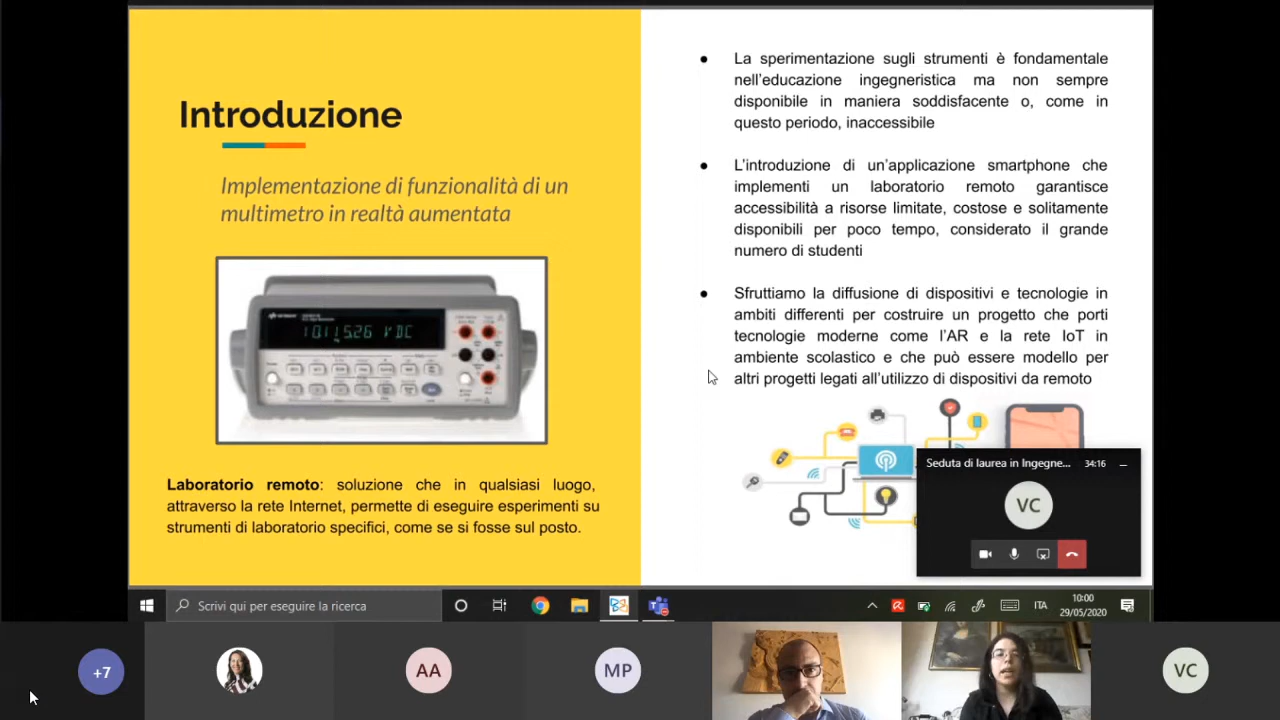 Introduzione
Implementazione di funzionalità di un
multimetro in realtà aumentata
Laboratorio remoto: soluzione che in qualsiasi luogo,
attraverso la rete Internet, permette di eseguire esperimenti su
strumenti di laboratorio specifici, come se si fosse sul posto.
● La sperimentazione sugli strumenti è fondamentale
nell'educazione ingegneristica ma non sempre
disponibile in maniera soddisfacente o, come in
questo periodo, inaccessibile
● L'introduzione di un'applicazione smartphone che
implementi un laboratorio remoto garantisce
accessibilità a risorse limitate, costose e solitamente
disponibili per poco tempo, considerato il grande
numero di studenti
● Sfruttiamo la diffusione di dispositivi e tecnologie in
ambiti differenti per costruire un progetto che porti
tecnologie moderne come l'AR e la rete IoT in
ambiente scolastico e che può essere modello per
altri progetti legati all'utilizzo di dispositivi da remoto
Seduta di laurea in Ingegne... 34:16
VC
Scrivi qui per eseguire la ricerca
ITA
10:00
29/05/2020
+7
AA
MP
VC